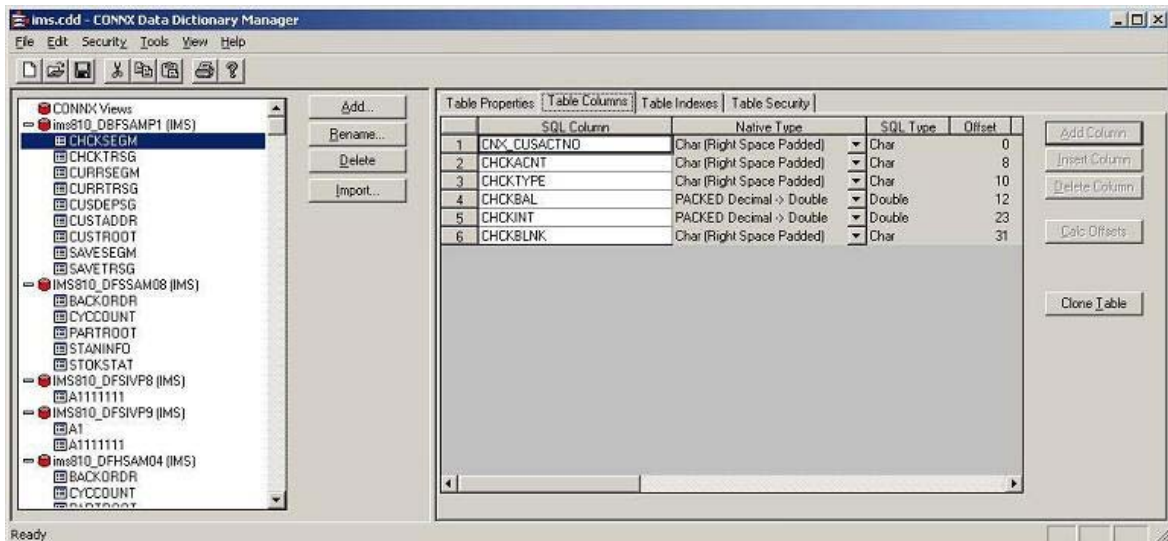 ims.cdd - CONNX Data Dictionary Manager
File Edit Security Tools View Help
CONNX Views
ims810_DBFSAMP1 (IMS)
CHCKSEGM
CHCKTRSG
CURRSEGM
CURRTRSG
CUSDEPSG
CUSTADDR
CUSTROOT
SAVESEGM
SAVETRSG
IMS810_DFSSAM08 (IMS)
BACKORDR
CYCCOUNT
PARTROOT
STANINFO
STOKSTAT
IMS810_DFSIVP8 (IMS)
A1111111
IMS810_DFSIVP9 (IMS)
A1
A1111111
ims810_DFHSAM04 (IMS)
BACKORDR
CYCCOUNT
PARTROOT
Add...
Rename...
Delete
Import...
Table Properties Table Columns Table Indexes Table Security
SQL Column Native Type SQL Type Offset
1 CNX_CUSACTNO Char (Right Space Padded) Char 0
2 CHCKACNT Char (Right Space Padded) Char 8
3 CHCKTYPE Char (Right Space Padded) Char 10
4 CHCKBAL PACKED Decimal -> Double Double 12
5 CHCKINT PACKED Decimal -> Double Double 23
6 CHCKBLNK Char (Right Space Padded) Char 31
Add Column
Insert Column
Delete Column
Calc Offsets
Clone Table
Ready